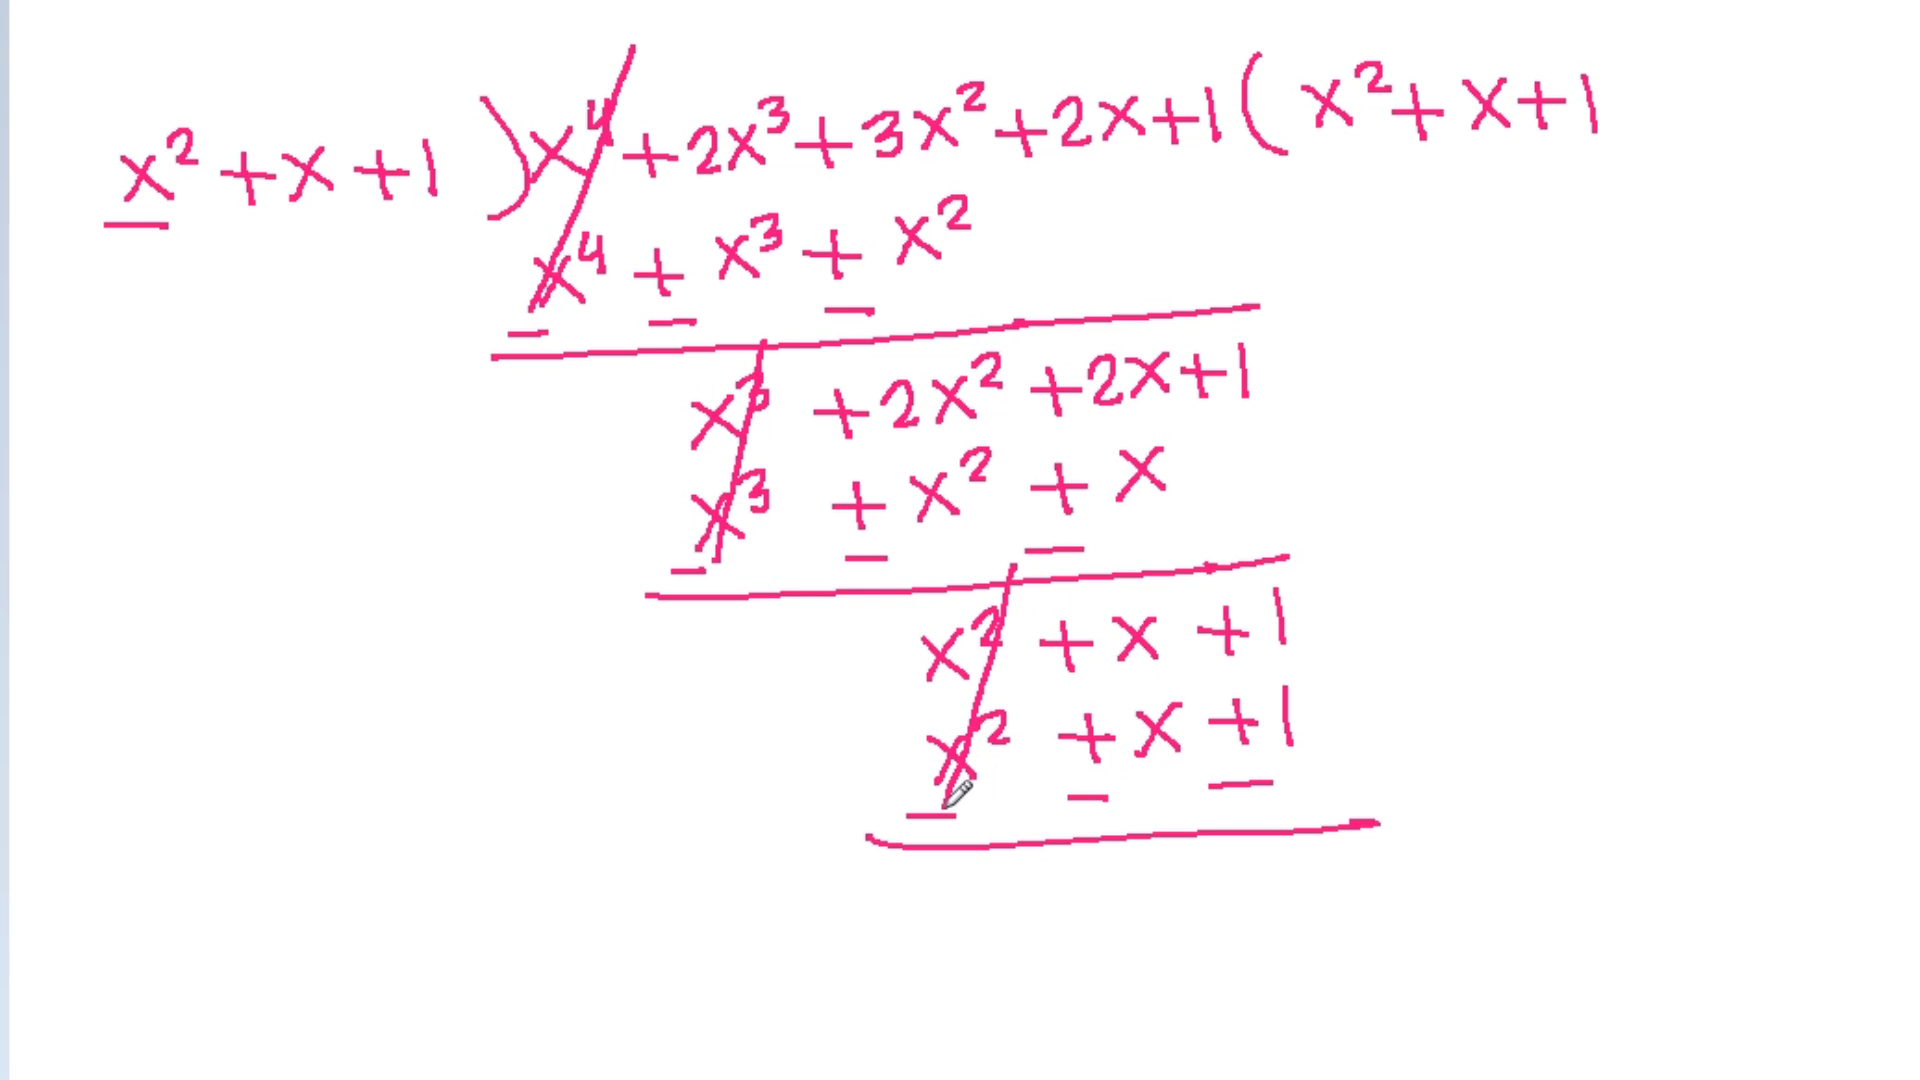 x² + x + 1 ) x⁴ + 2x³ + 3x² + 2x + 1 ( x² + x + 1
x⁴ + x³ + x²
− − −
x³ + 2x² + 2x + 1
x³ + x² + x
− − −
x² + x + 1
x² + x + 1
− − −